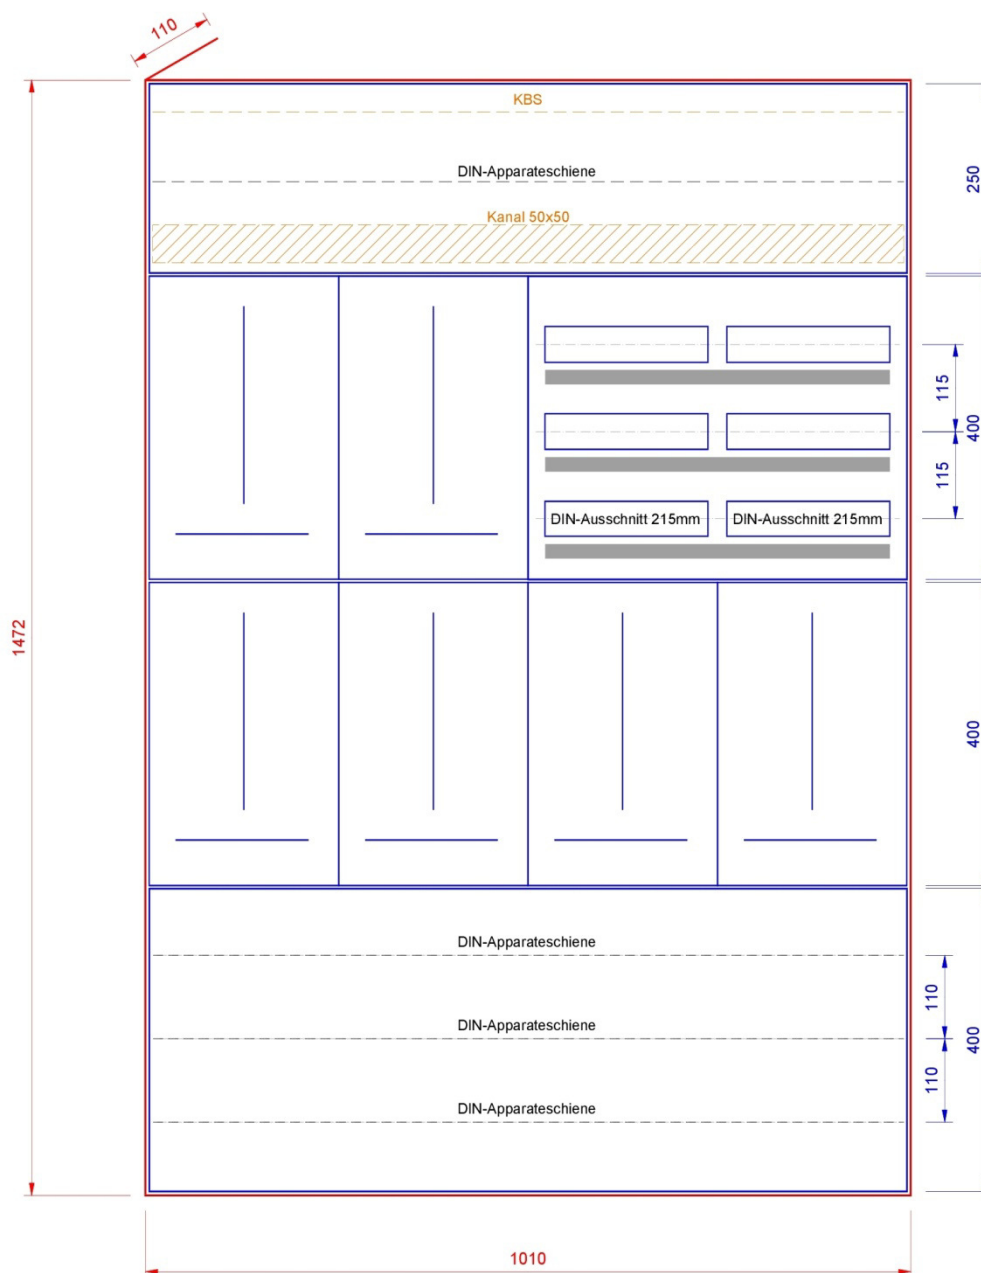 110
KBS
DIN-Apparateschiene
250
Kanal 50x50
115
400
115
DIN-Ausschnitt 215mm DIN-Ausschnitt 215mm
1472
400
DIN-Apparateschiene
110
DIN-Apparateschiene
400
110
DIN-Apparateschiene
1010